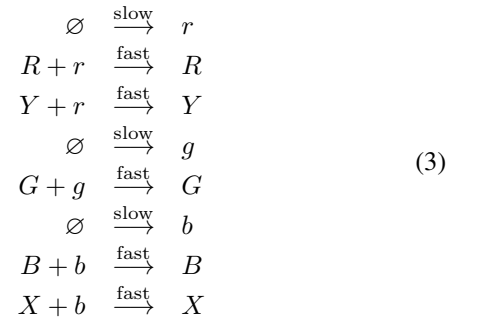 ∅ slow⟶ r
R + r fast⟶ R
Y + r fast⟶ Y
∅ slow⟶ g
G + g fast⟶ G
∅ slow⟶ b
B + b fast⟶ B
X + b fast⟶ X
(3)